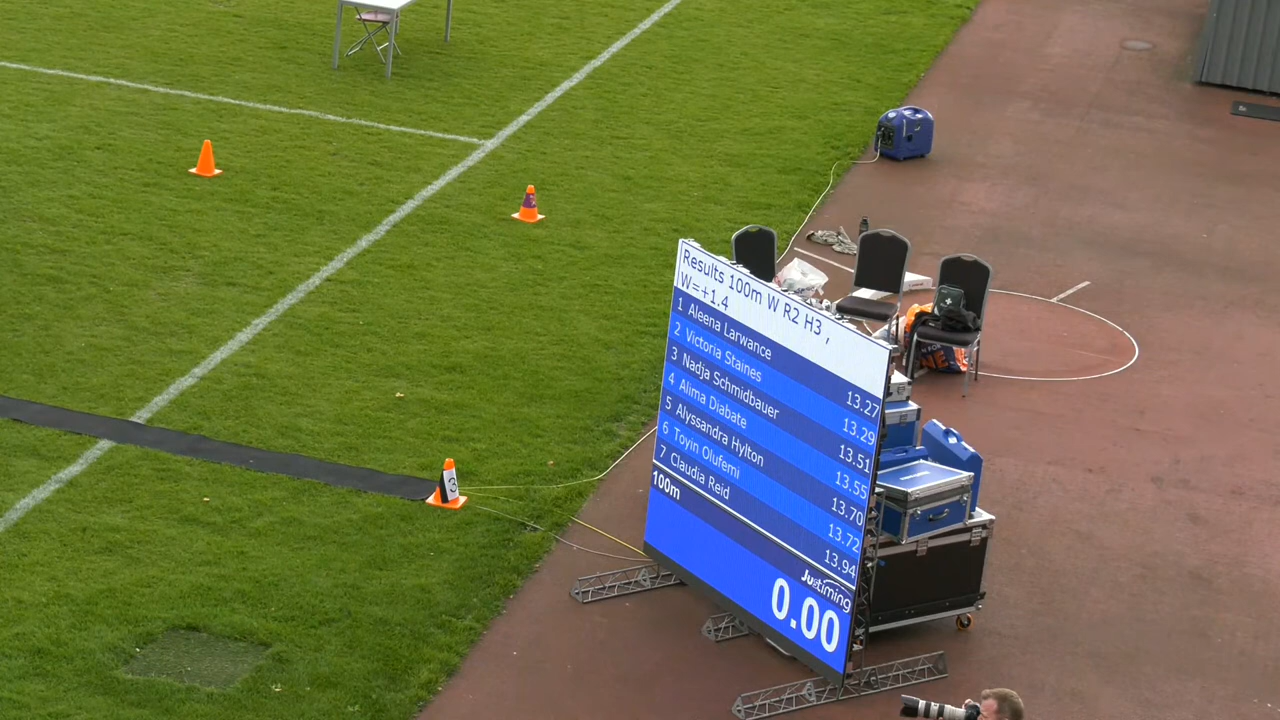 Results 100m W R2 H3 ,
W=+1.4
1 Aleena Larwance 13.27
2 Victoria Staines 13.29
3 Nadja Schmidbauer 13.51
4 Alima Diabate 13.55
5 Alyssandra Hylton 13.70
6 Toyin Olufemi 13.72
7 Claudia Reid 13.94
100m
Justiming
0.00
3